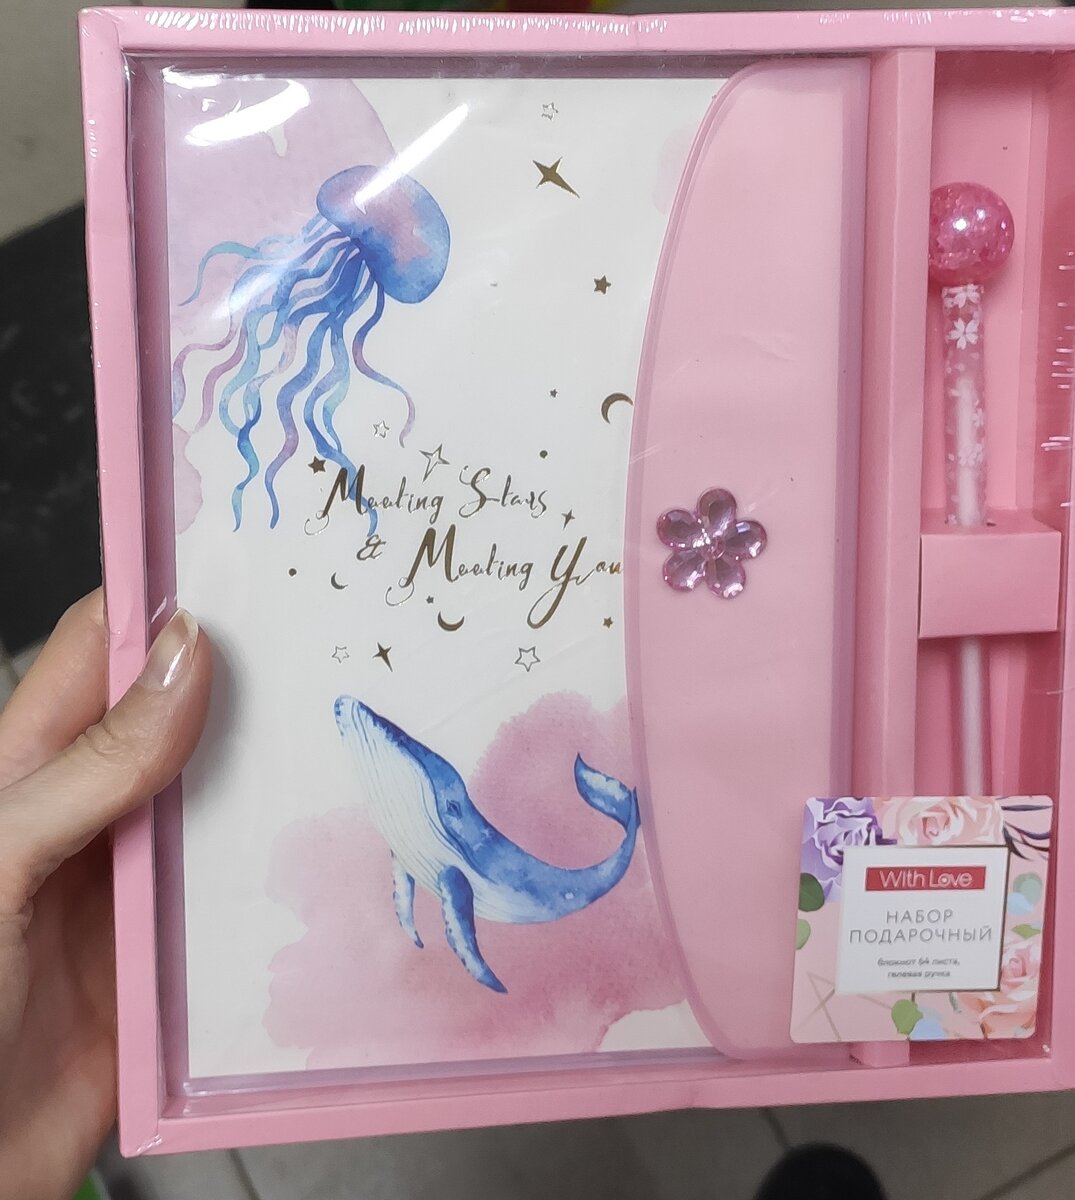 Meeting Stars
& Meeting You
With Love
НАБОР
ПОДАРОЧНЫЙ
блокнот 64 листа,
гелевая ручка